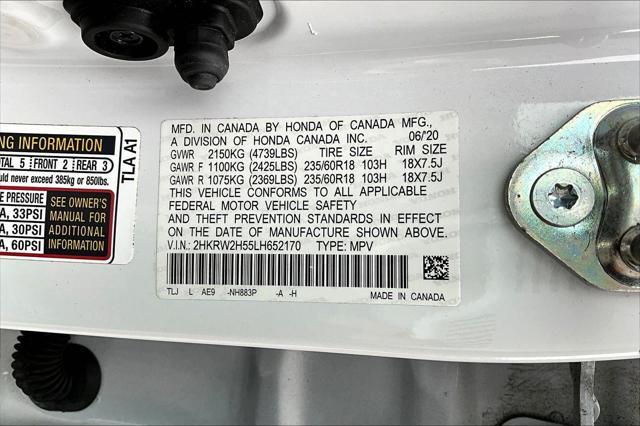 MFD. IN CANADA BY HONDA OF CANADA MFG.,
A DIVISION OF HONDA CANADA INC. 06/20
GVWR 2150KG (4739LBS) TIRE SIZE RIM SIZE
GAWR F 1100KG (2425LBS) 235/60R18 103H 18X7.5J
GAWR R 1075KG (2369LBS) 235/60R18 103H 18X7.5J
THIS VEHICLE CONFORMS TO ALL APPLICABLE
FEDERAL MOTOR VEHICLE SAFETY
AND THEFT PREVENTION STANDARDS IN EFFECT
ON THE DATE OF MANUFACTURE SHOWN ABOVE.
V.I.N.: 2HKRW2H55LH652170 TYPE: MPV
TLJ L AE9 -NH883P -A -H
MADE IN CANADA
ING INFORMATION
OTAL 5 FRONT 2 REAR 3
ould never exceed 385kg or 850lbs.
E PRESSURE
A, 33PSI
A, 30PSI
A, 60PSI
SEE OWNER'S
MANUAL FOR
ADDITIONAL
INFORMATION
TLA A1